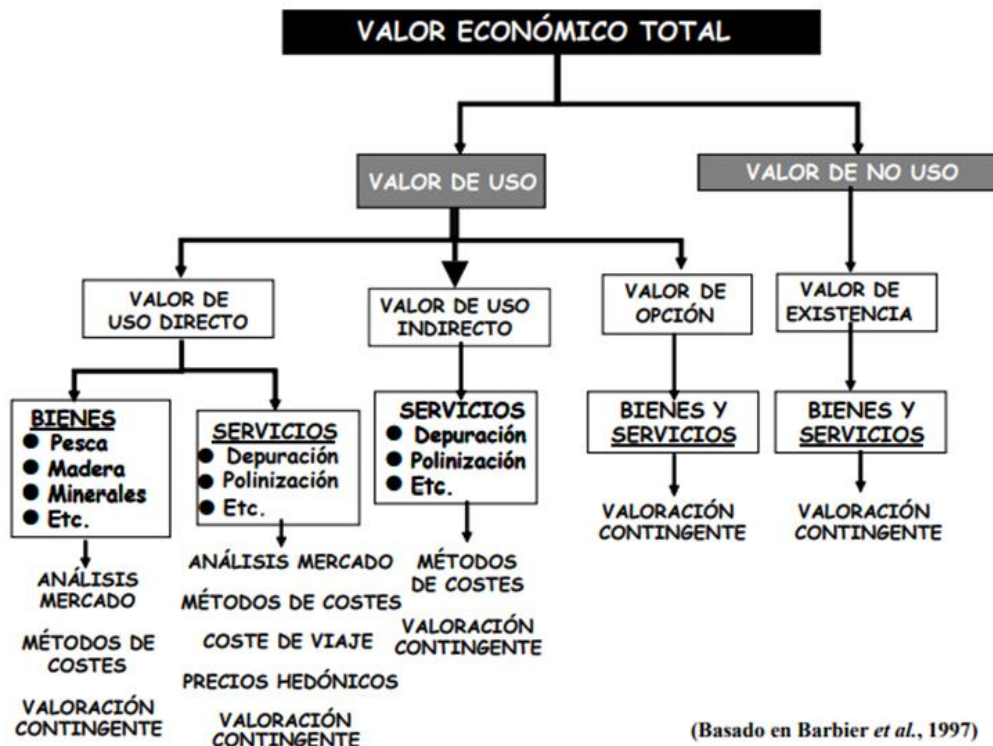 VALOR ECONÓMICO TOTAL
VALOR DE USO
VALOR DE NO USO
VALOR DE
USO DIRECTO
VALOR DE USO
INDIRECTO
VALOR DE
OPCIÓN
VALOR DE
EXISTENCIA
BIENES
● Pesca
● Madera
● Minerales
● Etc.
SERVICIOS
● Depuración
● Polinización
● Etc.
SERVICIOS
● Depuración
● Polinización
● Etc.
BIENES Y
SERVICIOS
BIENES Y
SERVICIOS
ANÁLISIS
MERCADO
MÉTODOS DE
COSTES
VALORACIÓN
CONTINGENTE
ANÁLISIS MERCADO
MÉTODOS DE COSTES
COSTE DE VIAJE
PRECIOS HEDÓNICOS
VALORACIÓN
CONTINGENTE
MÉTODOS
DE COSTES
VALORACIÓN
CONTINGENTE
VALORACIÓN
CONTINGENTE
VALORACIÓN
CONTINGENTE
(Basado en Barbier et al., 1997)